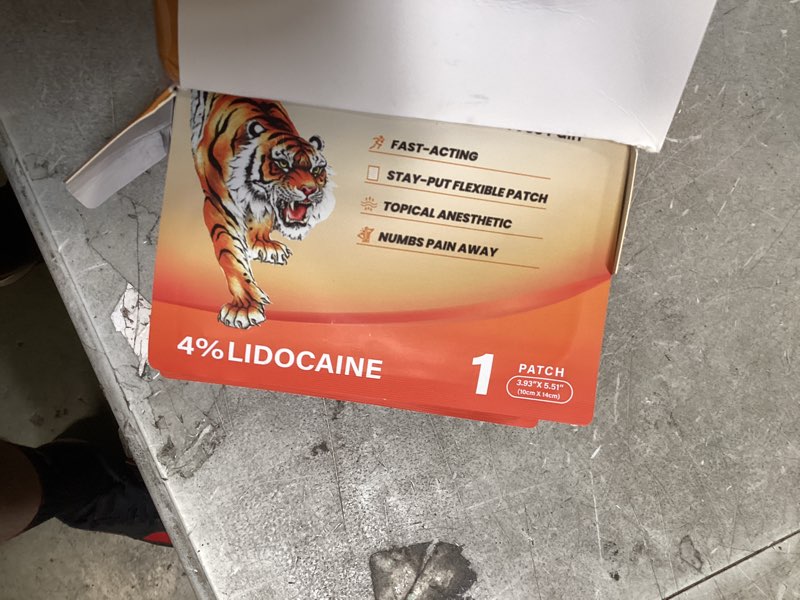 Pain
FAST-ACTING
STAY-PUT FLEXIBLE PATCH
TOPICAL ANESTHETIC
NUMBS PAIN AWAY
4% LIDOCAINE
1 PATCH
3.93"X 5.51"
(10cm X 14cm)